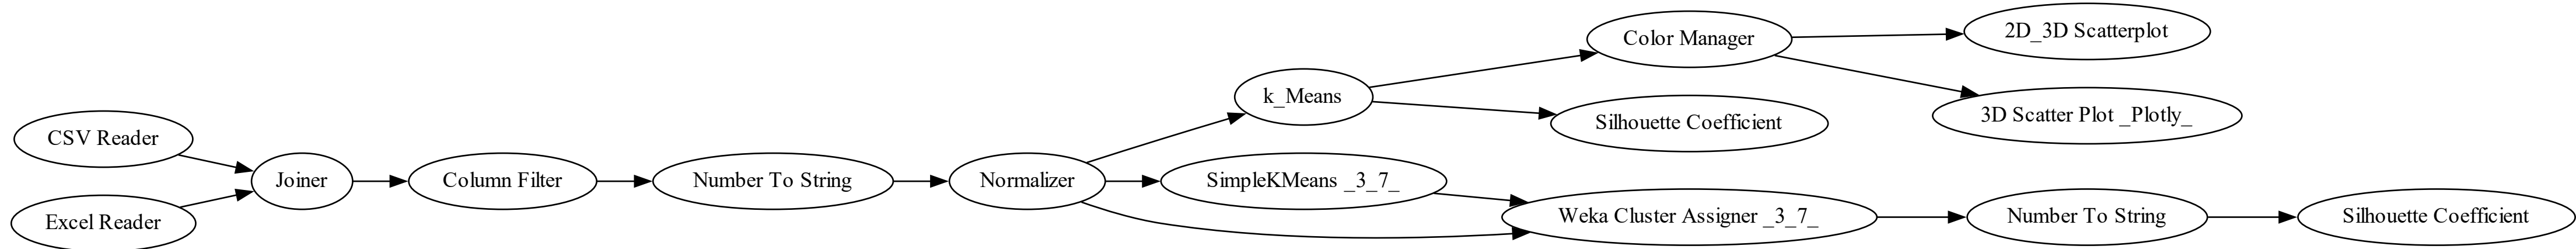 CSV Reader
Excel Reader
Joiner
Column Filter
Number To String
Normalizer
k_Means
SimpleKMeans _3_7_
Color Manager
Silhouette Coefficient
Weka Cluster Assigner _3_7_
2D_3D Scatterplot
3D Scatter Plot _Plotly_
Number To String
Silhouette Coefficient